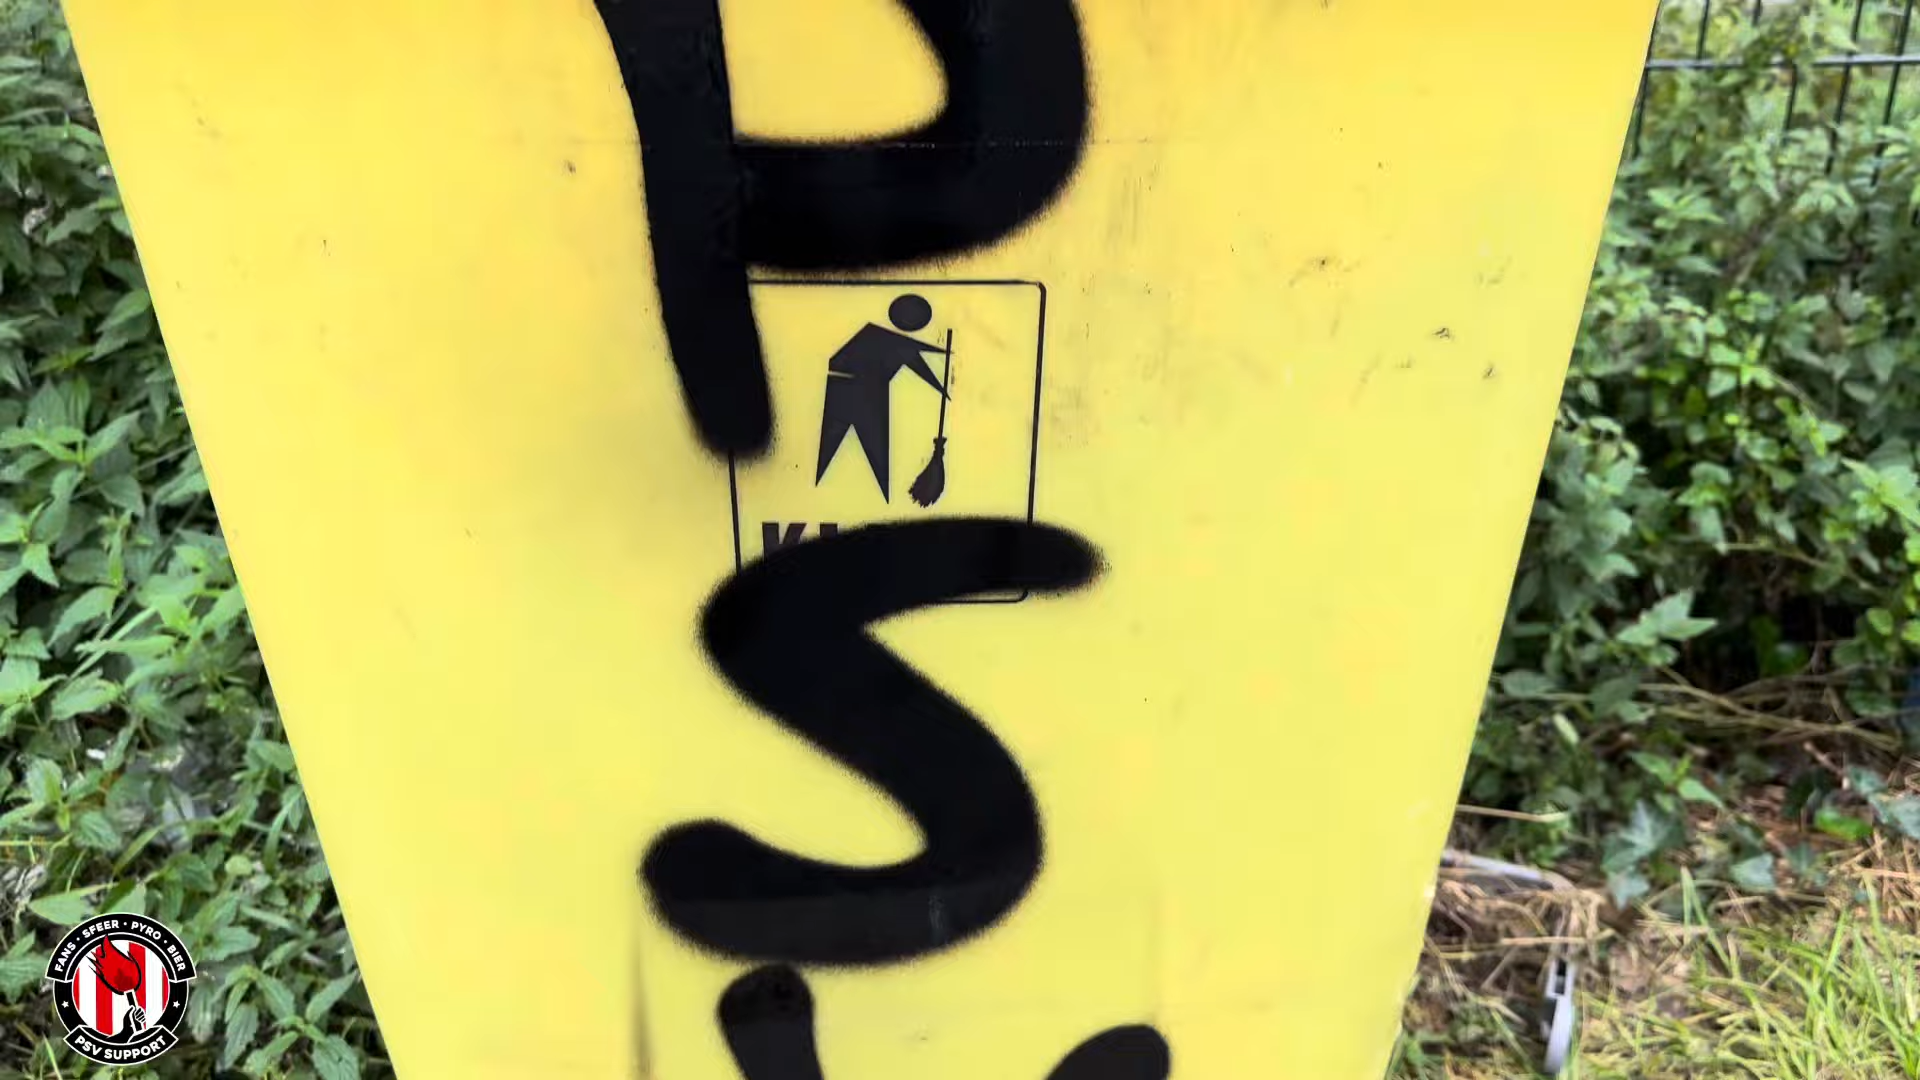 P
S
FANS · SFEER · PYRO · BIER
PSV SUPPORT